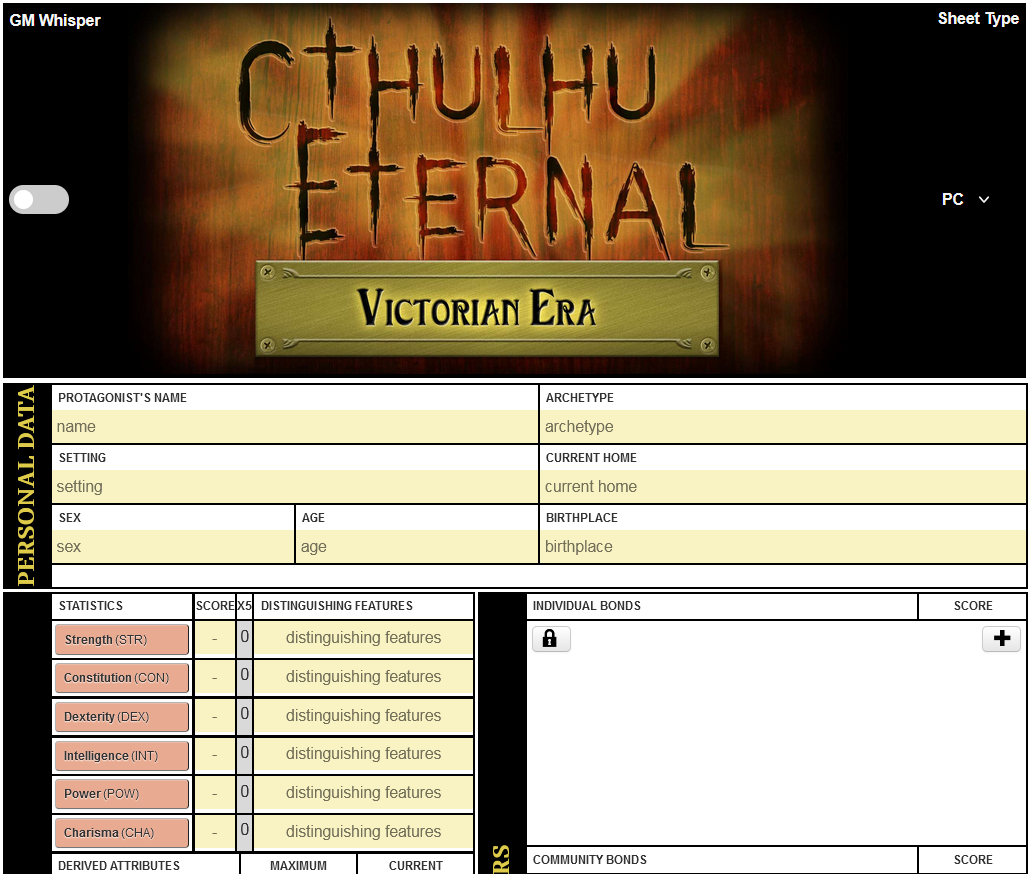 GM Whisper
Sheet Type
CTHULHU
ETERNAL
VICTORIAN ERA
PC
PERSONAL DATA
PROTAGONIST'S NAME
ARCHETYPE
name
archetype
SETTING
CURRENT HOME
setting
current home
SEX
AGE
BIRTHPLACE
sex
age
birthplace
STATISTICS
SCORE
X5
DISTINGUISHING FEATURES
Strength (STR)
-
0
distinguishing features
Constitution (CON)
-
0
distinguishing features
Dexterity (DEX)
-
0
distinguishing features
Intelligence (INT)
-
0
distinguishing features
Power (POW)
-
0
distinguishing features
Charisma (CHA)
-
0
distinguishing features
DERIVED ATTRIBUTES
MAXIMUM
CURRENT
RS
INDIVIDUAL BONDS
SCORE
COMMUNITY BONDS
SCORE